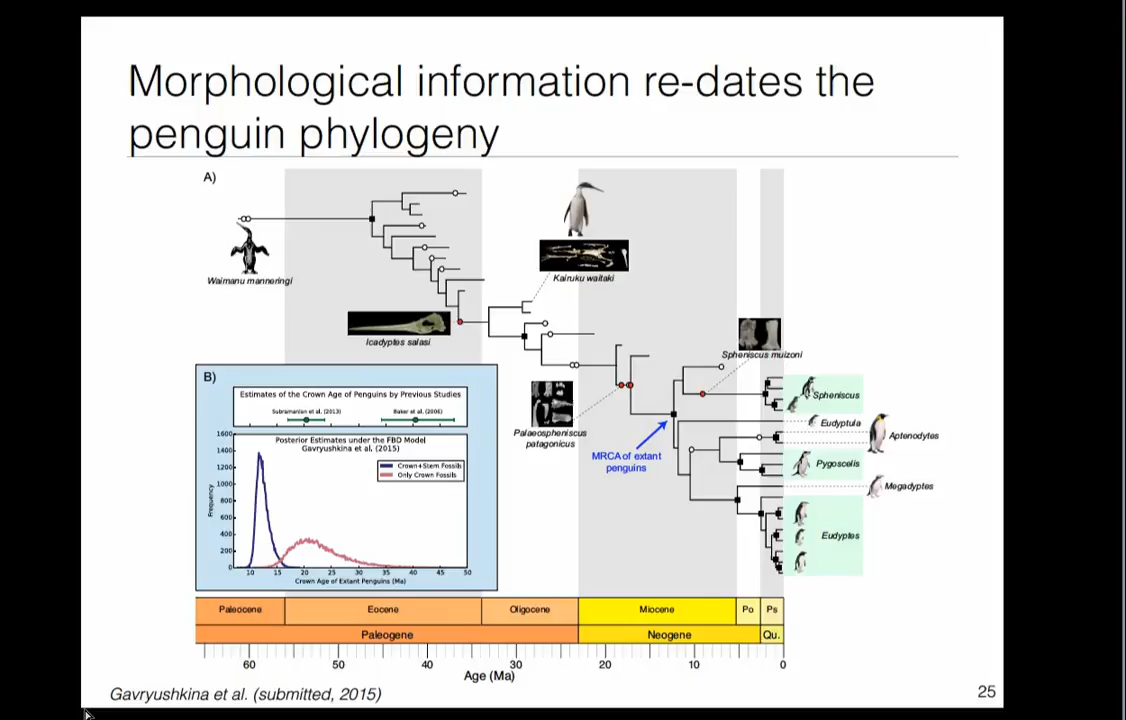 Morphological information re-dates the
penguin phylogeny
A)
Waimanu manneringi
Kairuku waitaki
Icadyptes salasi
Spheniscus muizoni
Palaeospheniscus
patagonicus
MRCA of extant
penguins
Spheniscus
Eudyptula
Aptenodytes
Pygoscelis
Megadyptes
Eudyptes
B)
Estimates of the Crown Age of Penguins by Previous Studies
Subramanian et al. (2013)
Baker et al. (2006)
Posterior Estimates under the FBD Model
Gavryushkina et al. (2015)
Crown+Stem Fossils
Only Crown Fossils
Frequency
1600
1400
1200
1000
800
600
400
200
0
10 15 20 25 30 35 40 45 50
Crown Age of Extant Penguins (Ma)
Paleocene Eocene Oligocene Miocene Po Ps
Paleogene Neogene Qu.
60 50 40 30 20 10 0
Age (Ma)
Gavryushkina et al. (submitted, 2015)
25